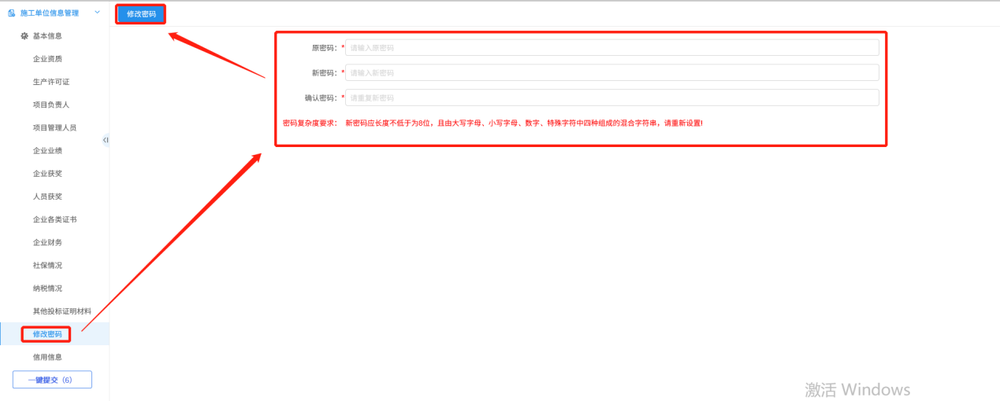 施工单位信息管理
修改密码
基本信息
企业资质
生产许可证
项目负责人
项目管理人员
企业业绩
企业获奖
人员获奖
企业各类证书
企业财务
社保情况
纳税情况
其他投标证明材料
修改密码
信用信息
一键提交（6）
原密码：* 请输入原密码
新密码：* 请输入新密码
确认密码：* 请重复新密码
密码复杂度要求： 新密码应长度不低于为8位，且由大写字母、小写字母、数字、特殊字符中四种组成的混合字符串，请重新设置!
激活 Windows